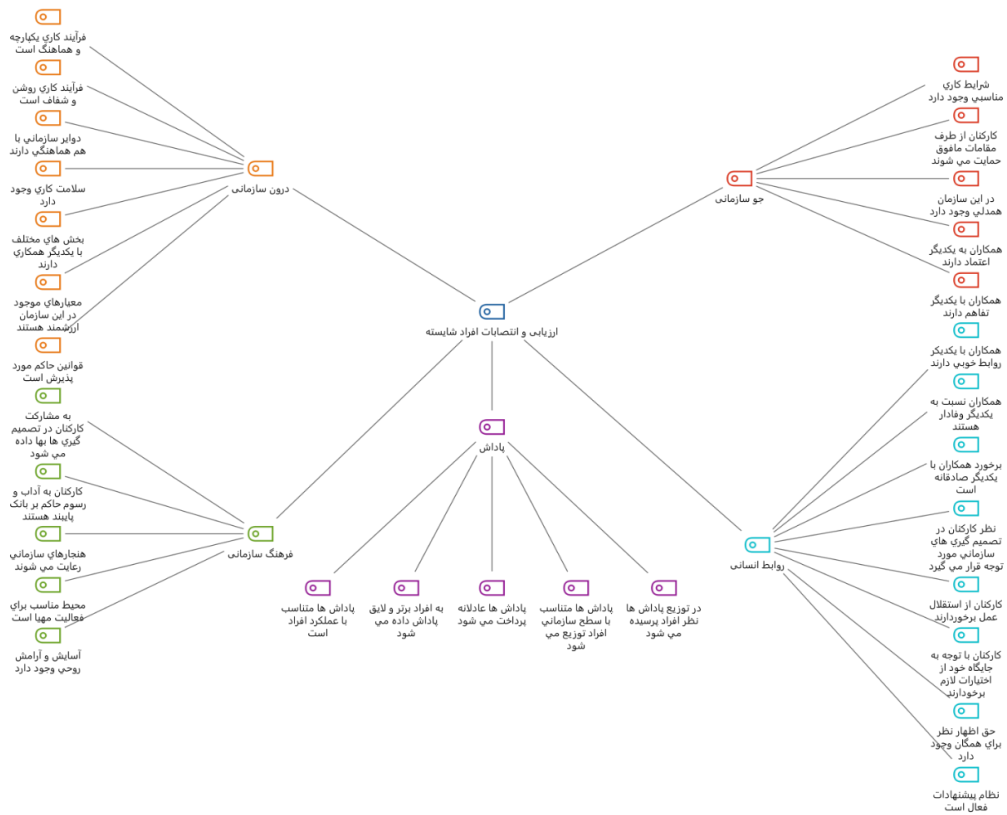 فرآيند كاري يكپارچه
و هماهنگ است
فرآيند كاري روشن
و شفاف است
دواير سازماني با
هم هماهنگي دارند
سلامت كاري وجود
دارد
بخش هاي مختلف
با يكديگر همكاري
دارند
معيارهاي موجود
در اين سازمان
ارزشمند هستند
قوانين حاكم مورد
پذيرش است
درون سازمانی
به مشاركت
كاركنان در تصميم
گيري ها بها داده
مي شود
كاركنان به آداب و
رسوم حاكم بر بانک
پايبند هستند
هنجارهاي سازماني
رعايت مي شوند
محيط مناسب براي
فعاليت مهيا است
آسايش و آرامش
روحي وجود دارد
فرهنگ سازمانی
ارزیابی و انتصابات افراد شایسته
پاداش
پاداش ها متناسب
با عملكرد افراد
است
به افراد برتر و لايق
پاداش داده مي
شود
پاداش ها عادلانه
پرداخت مي شود
پاداش ها متناسب
با سطح سازماني
افراد توزيع مي
شود
در توزيع پاداش ها
نظر افراد پرسيده
مي شود
جو سازمانی
شرايط كاري
مناسبي وجود دارد
كاركنان از طرف
مقامات مافوق
حمايت مي شوند
در اين سازمان
همدلي وجود دارد
همكاران به يكديگر
اعتماد دارند
همكاران با يكديگر
تفاهم دارند
روابط انسانی
همكاران با يكديكر
روابط خوبي دارند
همكاران نسبت به
يكديگر وفادار
هستند
برخورد همكاران با
يكديگر صادقانه
است
نظر كاركنان در
تصميم گيري هاي
سازماني مورد
توجه قرار مي گيرد
كاركنان از استقلال
عمل برخوردارند
كاركنان با توجه به
جايگاه خود از
اختيارات لازم
برخودارند
حق اظهار نظر
براي همگان وجود
دارد
نظام پيشنهادات
فعال است